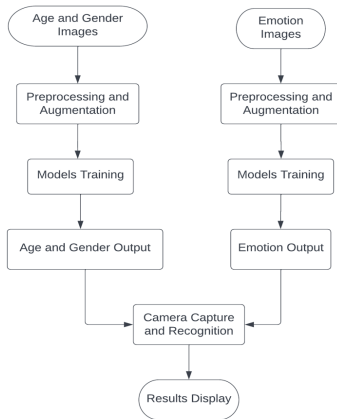 Age and Gender
Images
Preprocessing and
Augmentation
Models Training
Age and Gender Output
Emotion
Images
Preprocessing and
Augmentation
Models Training
Emotion Output
Camera Capture
and Recognition
Results Display